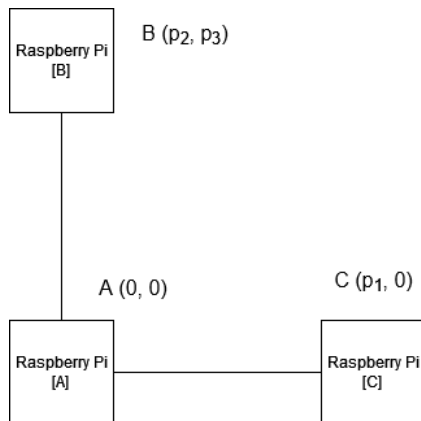 Raspberry Pi
[B]
B (p₂, p₃)
A (0, 0)
C (p₁, 0)
Raspberry Pi
[A]
Raspberry Pi
[C]